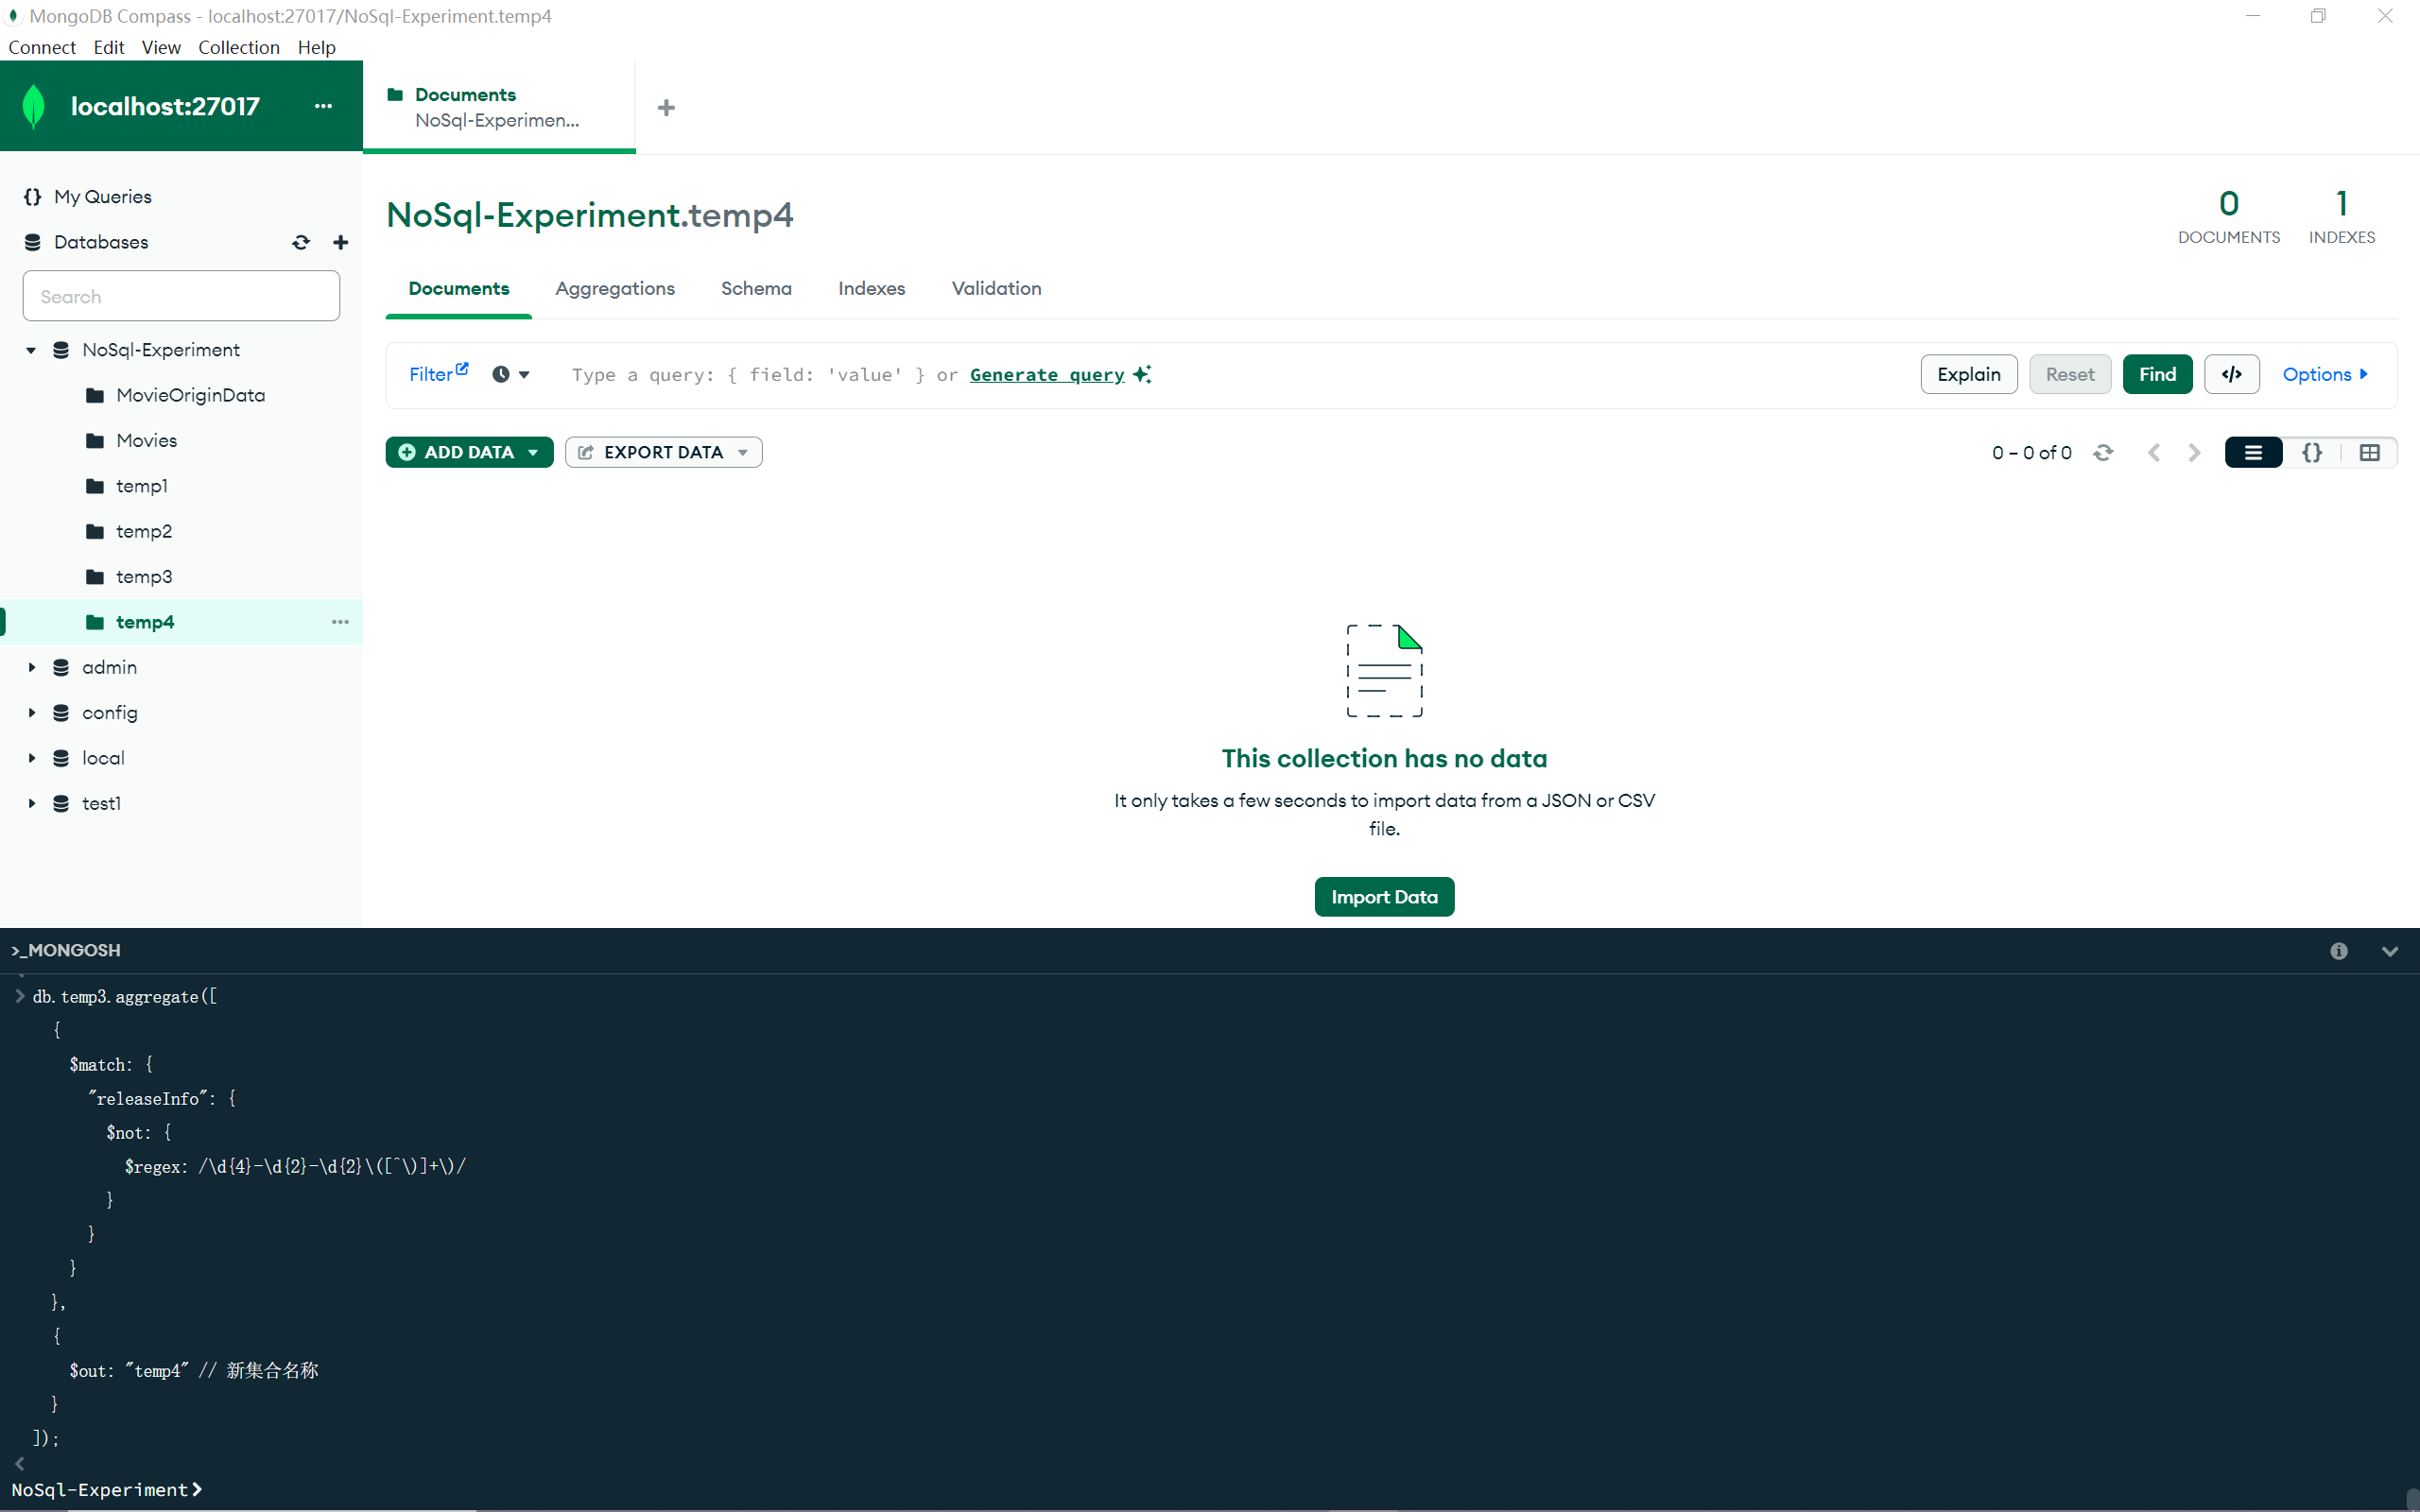 MongoDB Compass - localhost:27017/NoSql-Experiment.temp4
Connect Edit View Collection Help
localhost:27017
Documents
NoSql-Experimen...
My Queries
Databases
Search
NoSql-Experiment
MovieOriginData
Movies
temp1
temp2
temp3
temp4
admin
config
local
test1
NoSql-Experiment.temp4
0
DOCUMENTS
1
INDEXES
Documents Aggregations Schema Indexes Validation
Filter Type a query: { field: 'value' } or Generate query Explain Reset Find </> Options
ADD DATA EXPORT DATA 0 – 0 of 0 {}
This collection has no data
It only takes a few seconds to import data from a JSON or CSV
file.
Import Data
>_MONGOSH
> db.temp3.aggregate([
{
$match: {
"releaseInfo": {
$not: {
$regex: /\d{4}-\d{2}-\d{2}\([^\)]+\)/
}
}
}
},
{
$out: "temp4" // 新集合名称
}
]);
<
NoSql-Experiment>